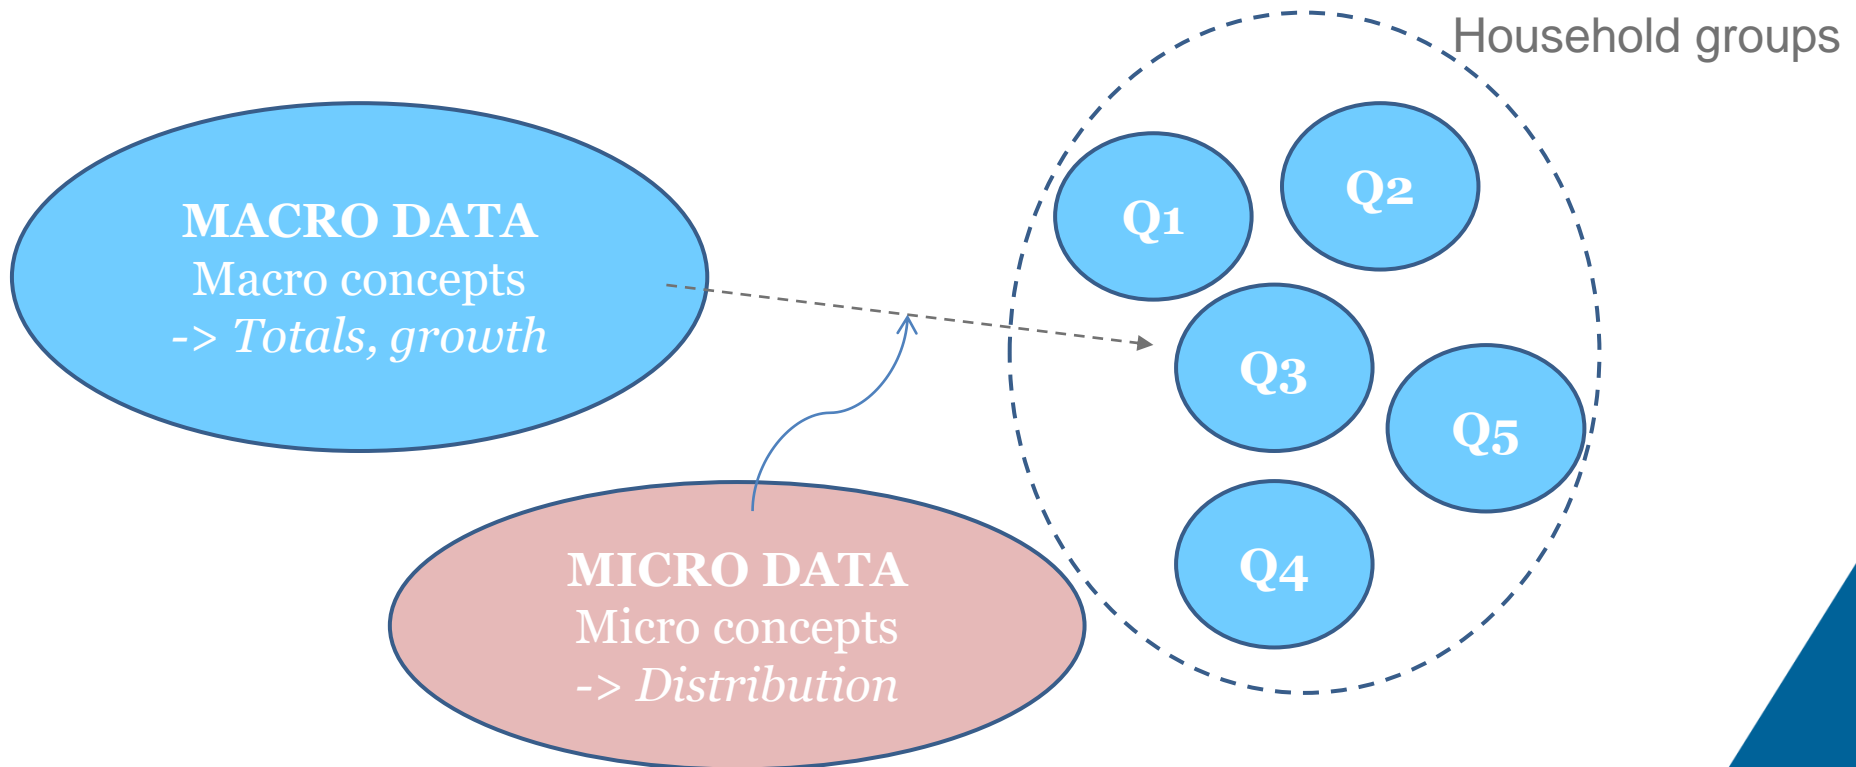 Household groups
MACRO DATA
Macro concepts
-> Totals, growth
Q1
Q2
Q3
Q5
Q4
MICRO DATA
Micro concepts
-> Distribution